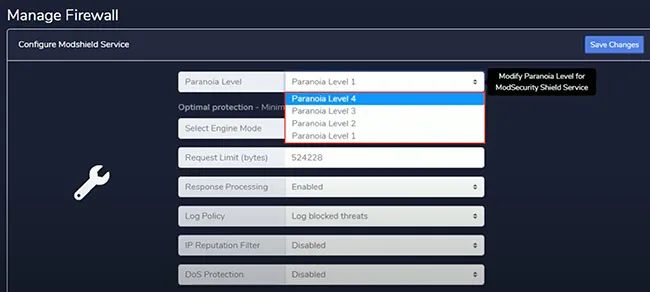 Manage Firewall
Configure Modshield Service
Save Changes
Paranoia Level
Paranoia Level 1
Modify Paranoia Level for
ModSecurity Shield Service
Paranoia Level 4
Optimal protection - Minim
Paranoia Level 3
Paranoia Level 2
Select Engine Mode
Paranoia Level 1
Request Limit (bytes)
524228
Response Processing
Enabled
Log Policy
Log blocked threats
IP Reputation Filter
Disabled
DoS Protection
Disabled